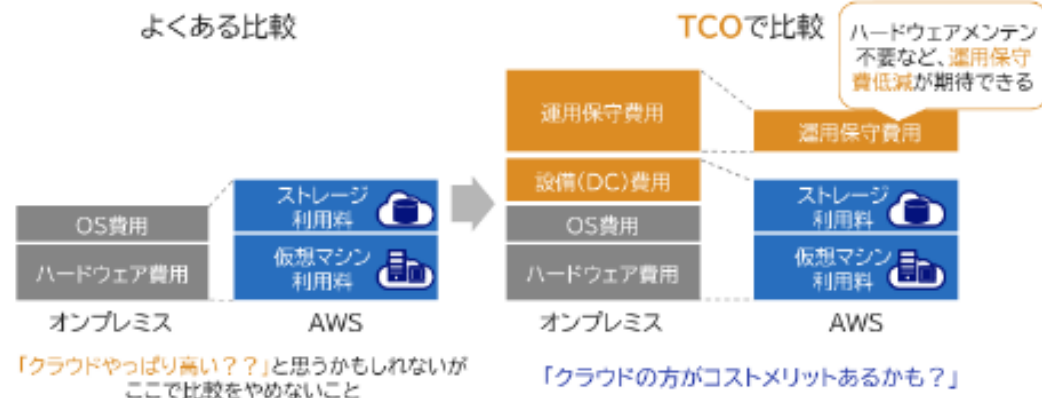 よくある比較
OS費用
ハードウェア費用
オンプレミス
ストレージ
利用料
仮想マシン
利用料
AWS
「クラウドやっぱり高い??」と思うかもしれないが
ここで比較をやめないこと
TCOで比較
ハードウェアメンテン
不要など、運用保守
費低減が期待できる
運用保守費用
設備(DC)費用
OS費用
ハードウェア費用
オンプレミス
運用保守費用
ストレージ
利用料
仮想マシン
利用料
AWS
「クラウドの方がコストメリットあるかも?」